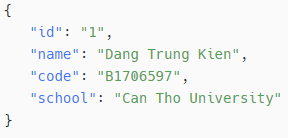 {
"id": "1",
"name": "Dang Trung Kien",
"code": "B1706597",
"school": "Can Tho University"
}